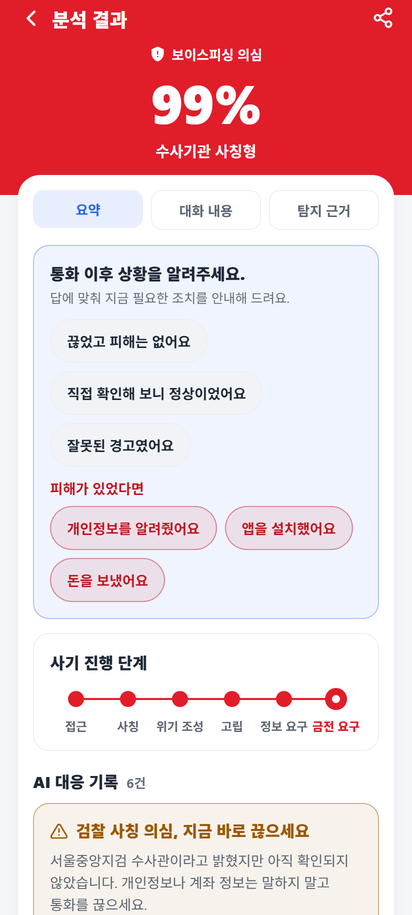 분석 결과
보이스피싱 의심
99%
수사기관 사칭형
요약
대화 내용
탐지 근거
통화 이후 상황을 알려주세요.
답에 맞춰 지금 필요한 조치를 안내해 드려요.
끊었고 피해는 없어요
직접 확인해 보니 정상이었어요
잘못된 경고였어요
피해가 있었다면
개인정보를 알려줬어요
앱을 설치했어요
돈을 보냈어요
사기 진행 단계
접근
사칭
위기 조성
고립
정보 요구
금전 요구
AI 대응 기록 6건
검찰 사칭 의심, 지금 바로 끊으세요
서울중앙지검 수사관이라고 밝혔지만 아직 확인되지
않았습니다. 개인정보나 계좌 정보는 말하지 말고
통화를 끊으세요.